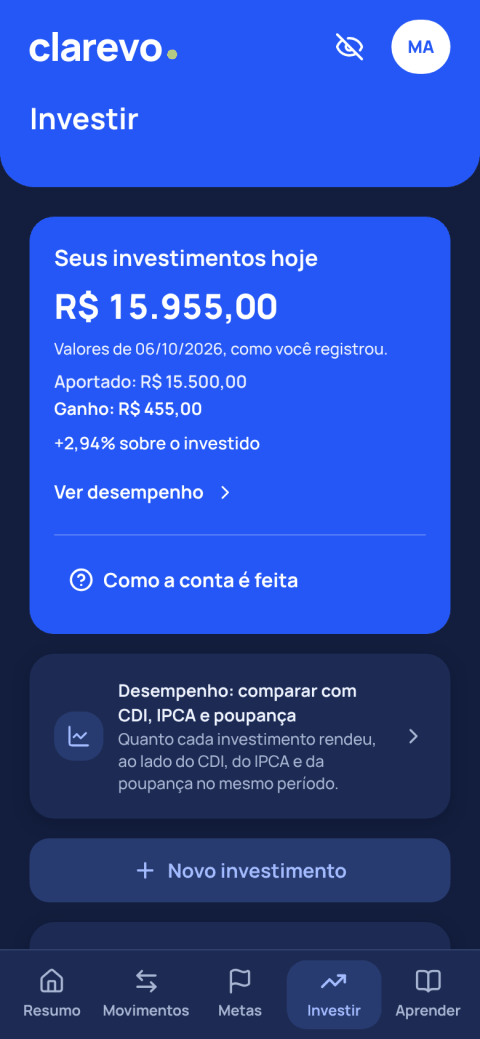 clarevo.
MA
Investir
Seus investimentos hoje
R$ 15.955,00
Valores de 06/10/2026, como você registrou.
Aportado: R$ 15.500,00
Ganho: R$ 455,00
+2,94% sobre o investido
Ver desempenho
Como a conta é feita
Desempenho: comparar com
CDI, IPCA e poupança
Quanto cada investimento rendeu,
ao lado do CDI, do IPCA e da
poupança no mesmo período.
+ Novo investimento
Resumo
Movimentos
Metas
Investir
Aprender